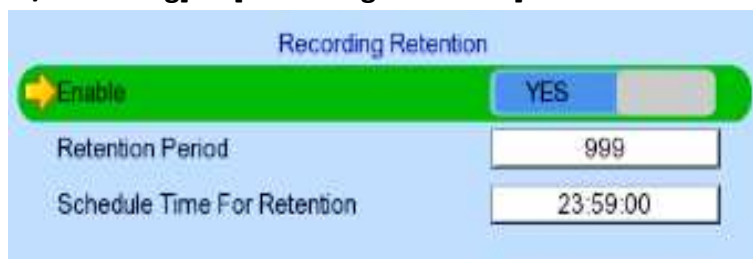 Recording Retention
Enable YES
Retention Period 999
Schedule Time For Retention 23:59:00